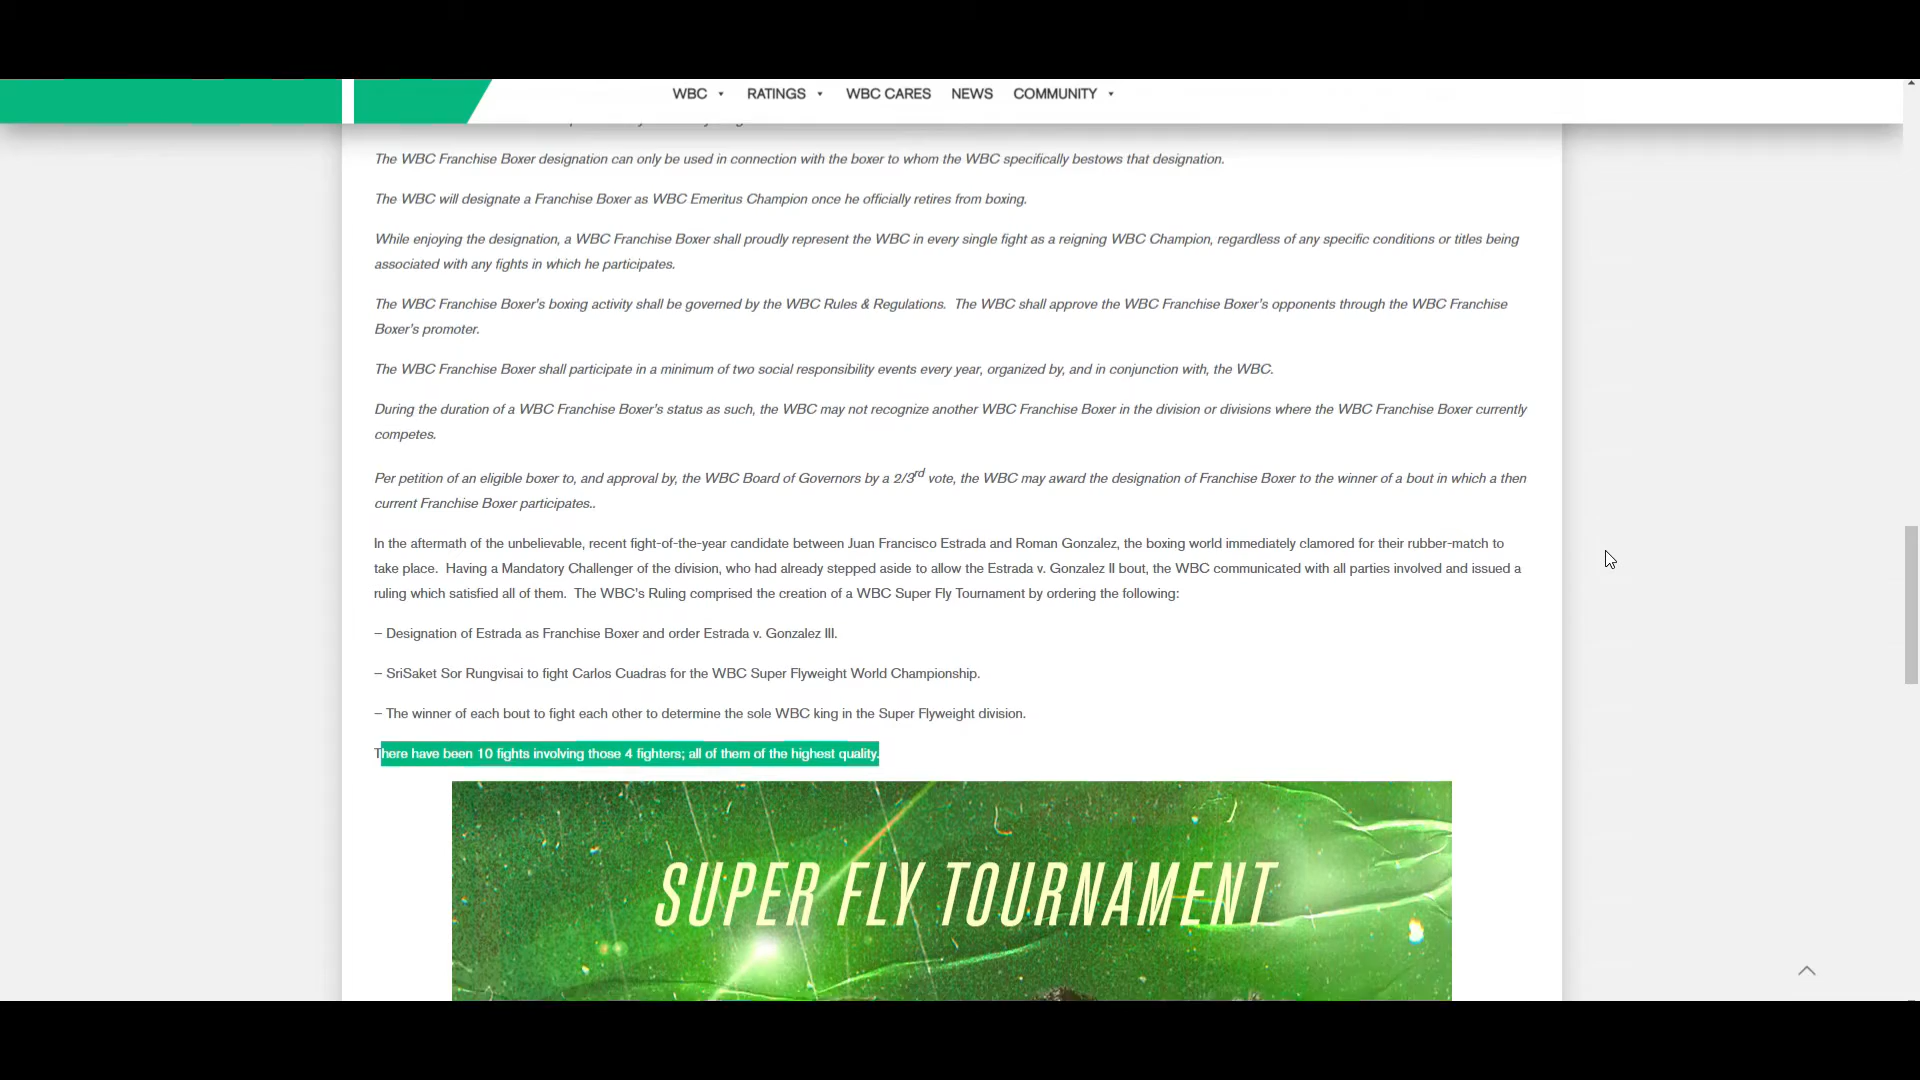 WBC RATINGS WBC CARES NEWS COMMUNITY
The WBC Franchise Boxer designation can only be used in connection with the boxer to whom the WBC specifically bestows that designation.
The WBC will designate a Franchise Boxer as WBC Emeritus Champion once he officially retires from boxing.
While enjoying the designation, a WBC Franchise Boxer shall proudly represent the WBC in every single fight as a reigning WBC Champion, regardless of any specific conditions or titles being
associated with any fights in which he participates.
The WBC Franchise Boxer's boxing activity shall be governed by the WBC Rules & Regulations.  The WBC shall approve the WBC Franchise Boxer's opponents through the WBC Franchise
Boxer's promoter.
The WBC Franchise Boxer shall participate in a minimum of two social responsibility events every year, organized by, and in conjunction with, the WBC.
During the duration of a WBC Franchise Boxer's status as such, the WBC may not recognize another WBC Franchise Boxer in the division or divisions where the WBC Franchise Boxer currently
competes.
Per petition of an eligible boxer to, and approval by, the WBC Board of Governors by a 2/3rd vote, the WBC may award the designation of Franchise Boxer to the winner of a bout in which a then
current Franchise Boxer participates..
In the aftermath of the unbelievable, recent fight-of-the-year candidate between Juan Francisco Estrada and Roman Gonzalez, the boxing world immediately clamored for their rubber-match to
take place.  Having a Mandatory Challenger of the division, who had already stepped aside to allow the Estrada v. Gonzalez II bout, the WBC communicated with all parties involved and issued a
ruling which satisfied all of them.  The WBC's Ruling comprised the creation of a WBC Super Fly Tournament by ordering the following:
– Designation of Estrada as Franchise Boxer and order Estrada v. Gonzalez III.
– SriSaket Sor Rungvisai to fight Carlos Cuadras for the WBC Super Flyweight World Championship.
– The winner of each bout to fight each other to determine the sole WBC king in the Super Flyweight division.
There have been 10 fights involving those 4 fighters; all of them of the highest quality.
SUPER FLY TOURNAMENT